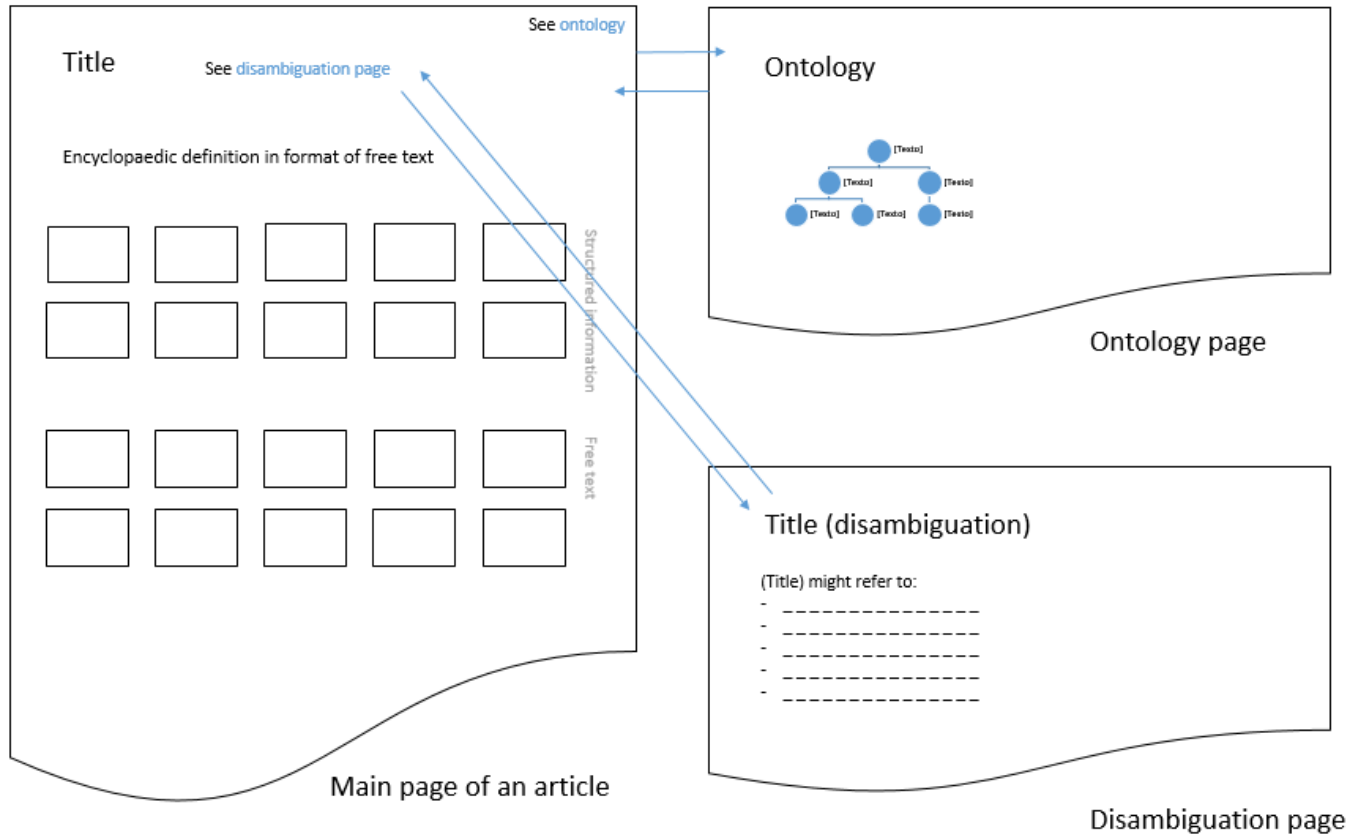 See ontology
Title
See disambiguation page
Encyclopaedic definition in format of free text
Structured information
Free text
Main page of an article
Ontology
[Texto]
[Texto]
[Texto]
[Texto]
[Texto]
[Texto]
Ontology page
Title (disambiguation)
(Title) might refer to:
- _ _ _ _ _ _ _ _ _ _ _ _ _ _ _
- _ _ _ _ _ _ _ _ _ _ _ _ _ _ _
- _ _ _ _ _ _ _ _ _ _ _ _ _ _ _
- _ _ _ _ _ _ _ _ _ _ _ _ _ _ _
- _ _ _ _ _ _ _ _ _ _ _ _ _ _ _
Disambiguation page